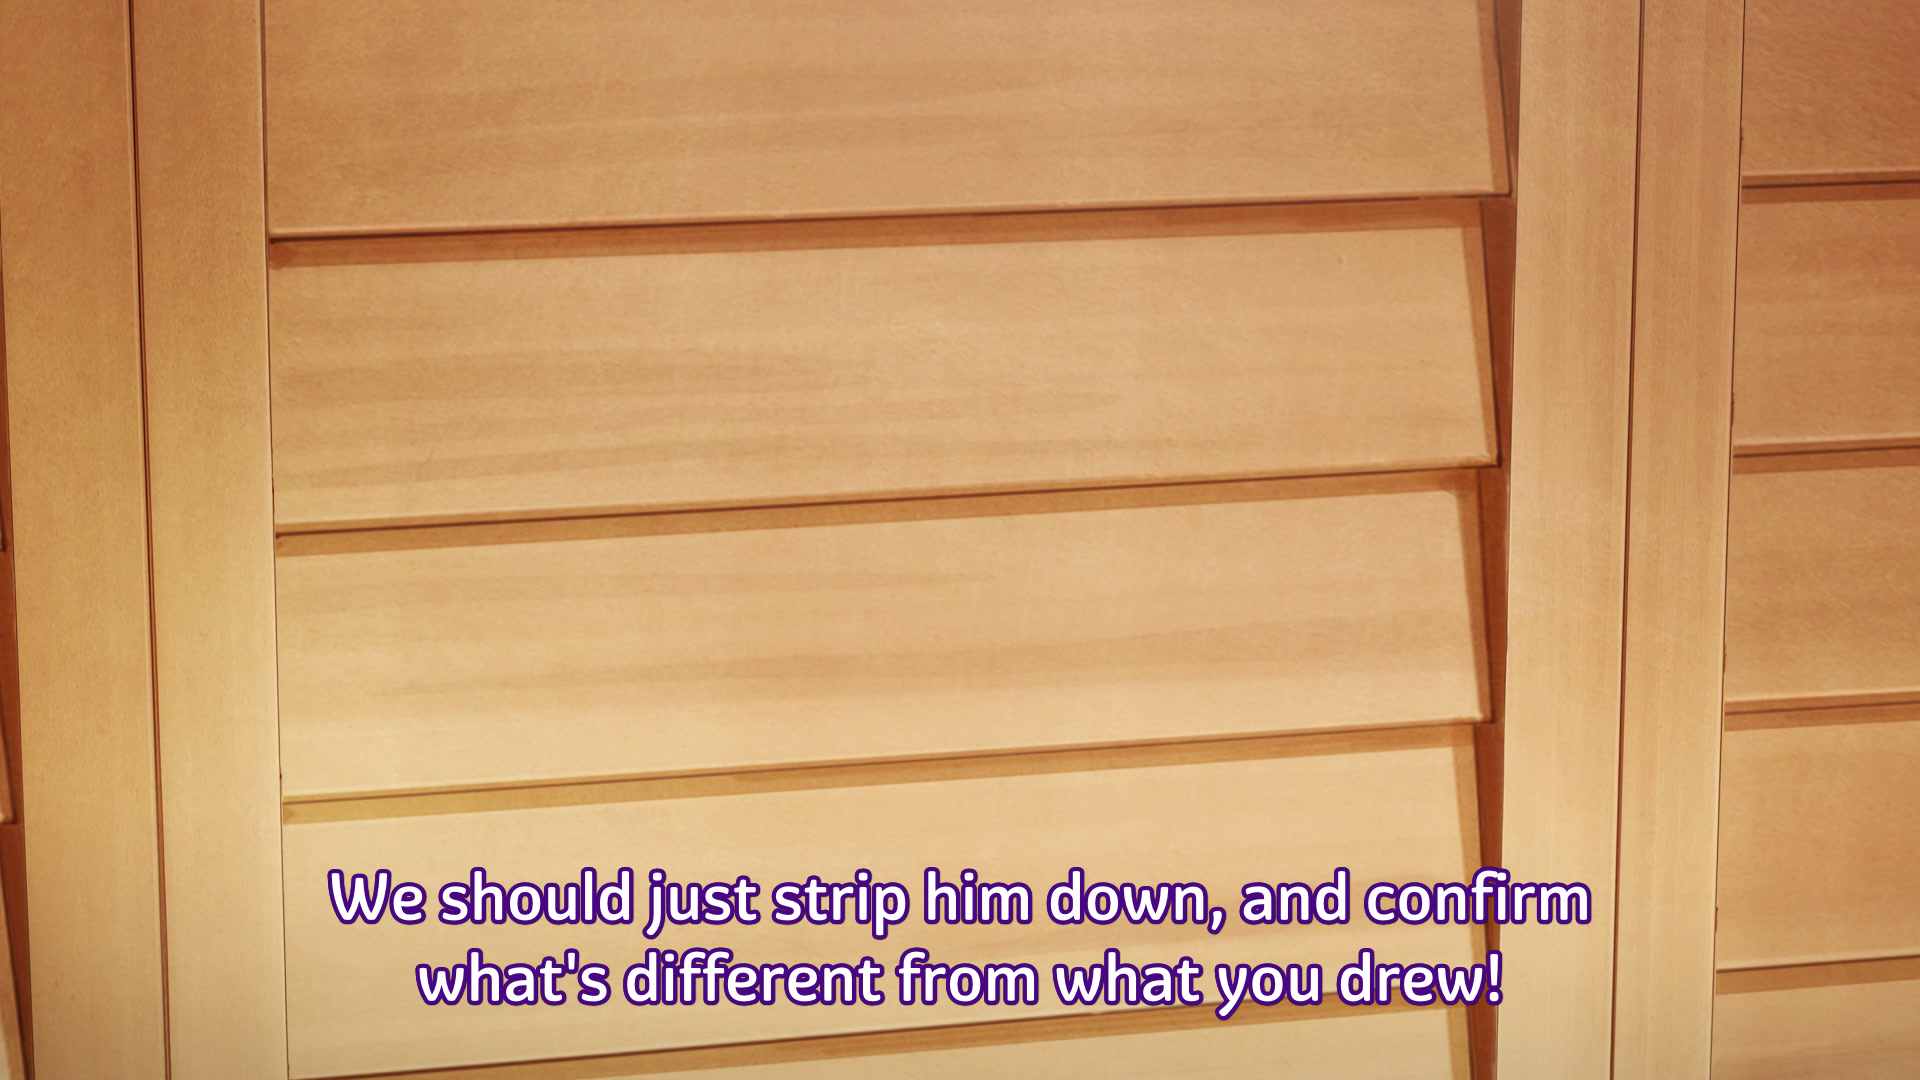 We should just strip him down, and confirm
what's different from what you drew!